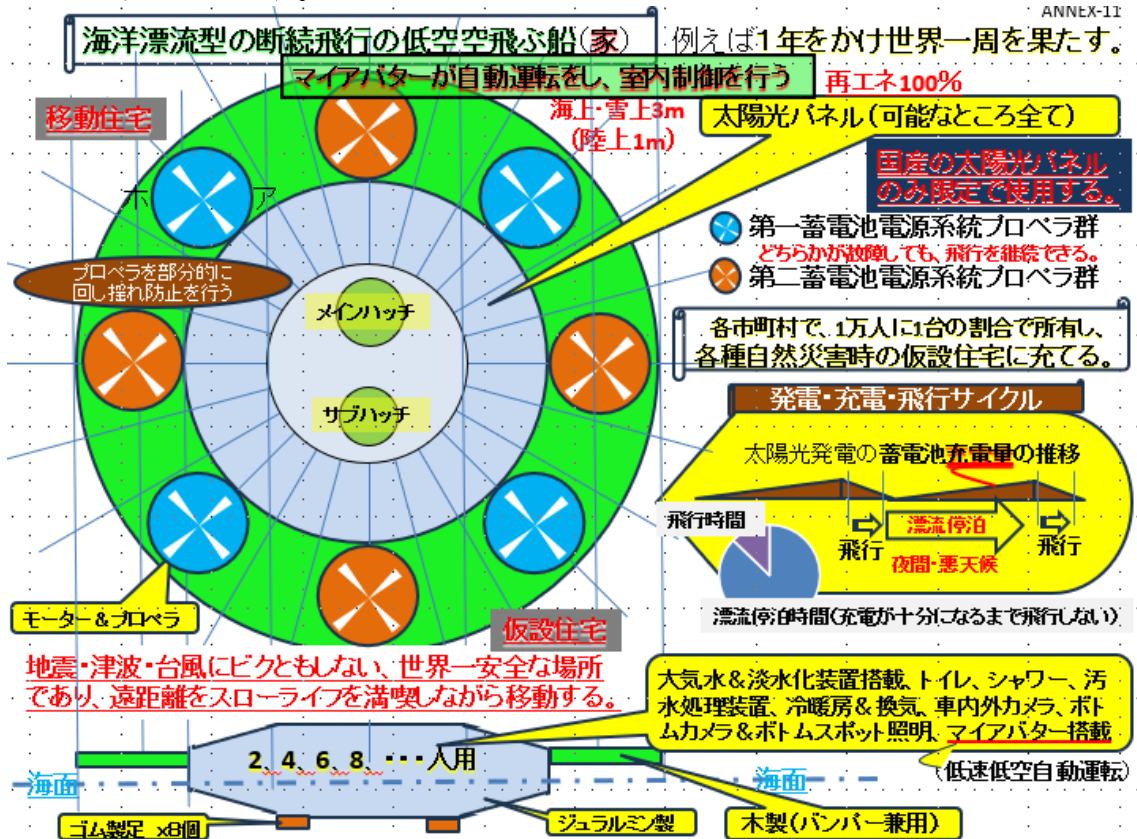 ANNEX-11
海洋漂流型の断続飛行の低空空飛ぶ船(家)
例えば1年をかけ世界一周を果たす。
マイアバターが自動運転をし、室内制御を行う
再エネ100%
移動住宅
海上・雪上3m
(陸上1m)
太陽光パネル(可能なところ全て)
国産の太陽光パネル
のみ限定で使用する。
ホ
ア
第一蓄電池電源系統プロペラ群
どちらかが故障しても、飛行を継続できる。
第二蓄電池電源系統プロペラ群
プロペラを部分的に
回し揺れ防止を行う
メインハッチ
サブハッチ
各市町村で、1万人に1台の割合で所有し、
各種自然災害時の仮設住宅に充てる。
発電・充電・飛行サイクル
太陽光発電の蓄電池充電量の推移
飛行時間
飛行
漂流停泊
夜間・悪天候
飛行
漂流停泊時間(充電が十分になるまで飛行しない)
モーター&プロペラ
仮設住宅
地震・津波・台風にビクともしない、世界一安全な場所
であり、遠距離をスローライフを満喫しながら移動する。
大気水&淡水化装置搭載、トイレ、シャワー、汚
水処理装置、冷暖房&換気、車内外カメラ、ボト
ムカメラ&ボトムスポット照明、マイアバター搭載
(低速低空自動運転)
2、4、6、8、・・・人用
海面
海面
ゴム製足 x8個
ジュラルミン製
木製(バンパー兼用)